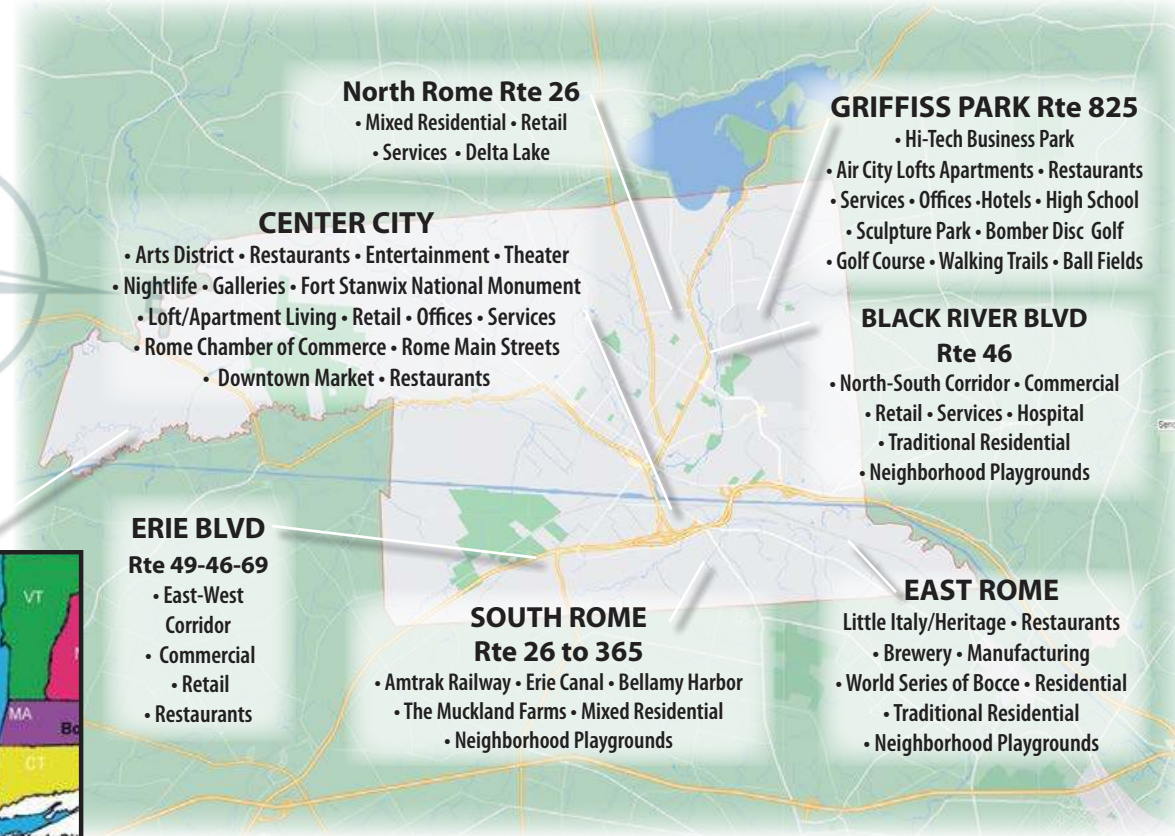 North Rome Rte 26
• Mixed Residential • Retail
• Services • Delta Lake
GRIFFISS PARK Rte 825
• Hi-Tech Business Park
• Air City Lofts Apartments • Restaurants
• Services • Offices •Hotels • High School
• Sculpture Park • Bomber Disc Golf
• Golf Course • Walking Trails • Ball Fields
CENTER CITY
• Arts District • Restaurants • Entertainment • Theater
• Nightlife • Galleries • Fort Stanwix National Monument
• Loft/Apartment Living • Retail • Offices • Services
• Rome Chamber of Commerce • Rome Main Streets
• Downtown Market • Restaurants
BLACK RIVER BLVD
Rte 46
• North-South Corridor • Commercial
• Retail • Services • Hospital
• Traditional Residential
• Neighborhood Playgrounds
ERIE BLVD
Rte 49-46-69
• East-West
Corridor
• Commercial
• Retail
• Restaurants
SOUTH ROME
Rte 26 to 365
• Amtrak Railway • Erie Canal • Bellamy Harbor
• The Muckland Farms • Mixed Residential
• Neighborhood Playgrounds
EAST ROME
Little Italy/Heritage • Restaurants
• Brewery • Manufacturing
• World Series of Bocce • Residential
• Traditional Residential
• Neighborhood Playgrounds
VT
MA
CT